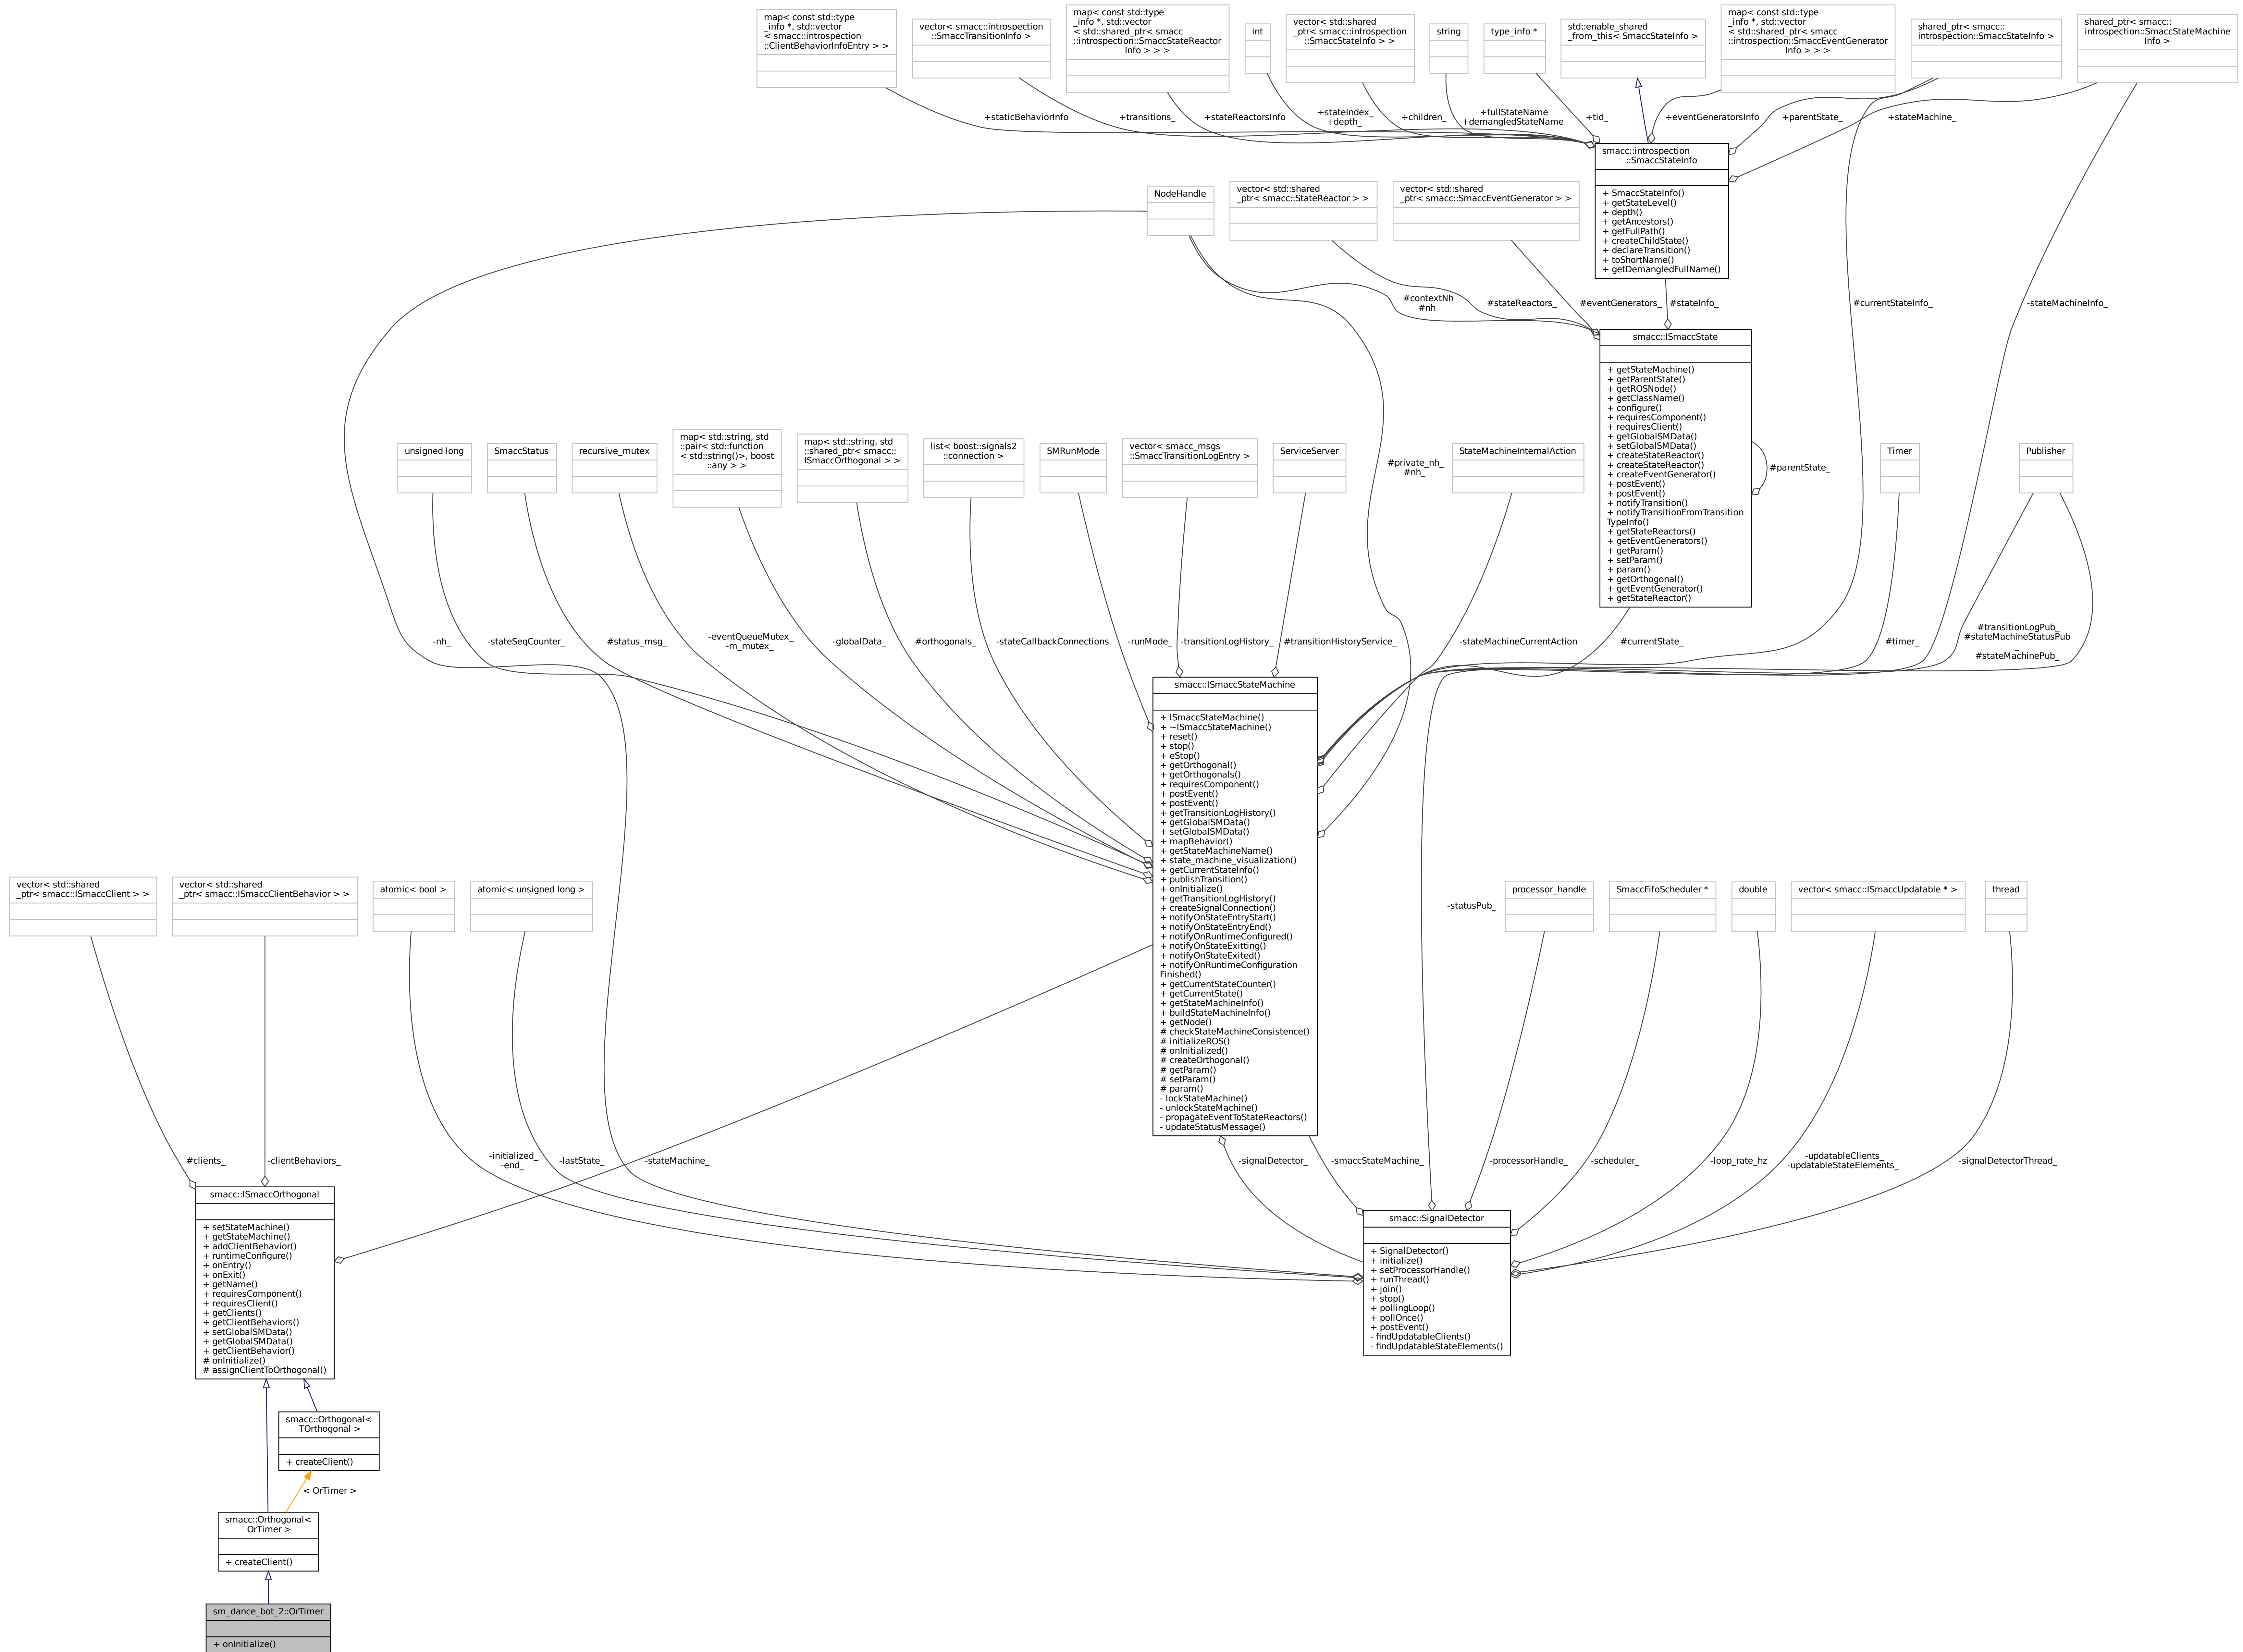 map< const std::type
_info *, std::vector
< smacc::introspection
::ClientBehaviorInfoEntry > >
vector< smacc::introspection
::SmaccTransitionInfo >
map< const std::type
_info *, std::vector
< std::shared_ptr< smacc
::introspection::SmaccStateReactor
Info > > >
int
vector< std::shared
_ptr< smacc::introspection
::SmaccStateInfo > >
string
type_info *
std::enable_shared
_from_this< SmaccStateInfo >
map< const std::type
_info *, std::vector
< std::shared_ptr< smacc
::introspection::SmaccEventGenerator
Info > > >
shared_ptr< smacc::
introspection::SmaccStateInfo >
shared_ptr< smacc::
introspection::SmaccStateMachine
Info >
+staticBehaviorInfo
+transitions_
+stateReactorsInfo
+stateIndex_
+depth_
+children_
+fullStateName
+demangledStateName
+tid_
+eventGeneratorsInfo
+parentState_
+stateMachine_
smacc::introspection
::SmaccStateInfo
+ SmaccStateInfo()
+ getStateLevel()
+ depth()
+ getAncestors()
+ getFullPath()
+ createChildState()
+ declareTransition()
+ toShortName()
+ getDemangledFullName()
NodeHandle
vector< std::shared
_ptr< smacc::StateReactor > >
vector< std::shared
_ptr< smacc::SmaccEventGenerator > >
#contextNh
#nh
#stateReactors_
#eventGenerators_
#stateInfo_
#currentStateInfo_
-stateMachineInfo_
smacc::ISmaccState
+ getStateMachine()
+ getParentState()
+ getROSNode()
+ getClassName()
+ configure()
+ requiresComponent()
+ requiresClient()
+ getGlobalSMData()
+ setGlobalSMData()
+ createStateReactor()
+ createStateReactor()
+ createEventGenerator()
+ postEvent()
+ postEvent()
+ notifyTransition()
+ notifyTransitionFromTransition
TypeInfo()
+ getStateReactors()
+ getEventGenerators()
+ getParam()
+ setParam()
+ param()
+ getOrthogonal()
+ getEventGenerator()
+ getStateReactor()
#parentState_
unsigned long
SmaccStatus
recursive_mutex
map< std::string, std
::pair< std::function
< std::string()>, boost
::any > >
map< std::string, std
::shared_ptr< smacc::
ISmaccOrthogonal > >
list< boost::signals2
::connection >
SMRunMode
vector< smacc_msgs
::SmaccTransitionLogEntry >
ServiceServer
#private_nh_
#nh_
StateMachineInternalAction
Timer
Publisher
-nh_
-stateSeqCounter_
#status_msg_
-eventQueueMutex_
-m_mutex_
-globalData_
#orthogonals_
-stateCallbackConnections
-runMode_
-transitionLogHistory_
#transitionHistoryService_
-stateMachineCurrentAction
#currentState_
#timer_
#transitionLogPub_
#stateMachineStatusPub
_
#stateMachinePub_
smacc::ISmaccStateMachine
+ ISmaccStateMachine()
+ ~ISmaccStateMachine()
+ reset()
+ stop()
+ eStop()
+ getOrthogonal()
+ getOrthogonals()
+ requiresComponent()
+ postEvent()
+ postEvent()
+ getTransitionLogHistory()
+ getGlobalSMData()
+ setGlobalSMData()
+ mapBehavior()
+ getStateMachineName()
+ state_machine_visualization()
+ getCurrentStateInfo()
+ publishTransition()
+ onInitialize()
+ getTransitionLogHistory()
+ createSignalConnection()
+ notifyOnStateEntryStart()
+ notifyOnStateEntryEnd()
+ notifyOnRuntimeConfigured()
+ notifyOnStateExitting()
+ notifyOnStateExited()
+ notifyOnRuntimeConfiguration
Finished()
+ getCurrentStateCounter()
+ getCurrentState()
+ getStateMachineInfo()
+ buildStateMachineInfo()
+ getNode()
# checkStateMachineConsistence()
# initializeROS()
# onInitialized()
# createOrthogonal()
# getParam()
# setParam()
# param()
- lockStateMachine()
- unlockStateMachine()
- propagateEventToStateReactors()
- updateStatusMessage()
vector< std::shared
_ptr< smacc::ISmaccClient > >
vector< std::shared
_ptr< smacc::ISmaccClientBehavior > >
atomic< bool >
atomic< unsigned long >
-statusPub_
processor_handle
SmaccFifoScheduler *
double
vector< smacc::ISmaccUpdatable * >
thread
#clients_
-clientBehaviors_
-initialized_
-end_
-lastState_
-stateMachine_
-signalDetector_
-smaccStateMachine_
-processorHandle_
-scheduler_
-loop_rate_hz
-updatableClients_
-updatableStateElements_
-signalDetectorThread_
smacc::ISmaccOrthogonal
+ setStateMachine()
+ getStateMachine()
+ addClientBehavior()
+ runtimeConfigure()
+ onEntry()
+ onExit()
+ getName()
+ requiresComponent()
+ requiresClient()
+ getClients()
+ getClientBehaviors()
+ setGlobalSMData()
+ getGlobalSMData()
+ getClientBehavior()
# onInitialize()
# assignClientToOrthogonal()
smacc::SignalDetector
+ SignalDetector()
+ initialize()
+ setProcessorHandle()
+ runThread()
+ join()
+ stop()
+ pollingLoop()
+ pollOnce()
+ postEvent()
- findUpdatableClients()
- findUpdatableStateElements()
smacc::Orthogonal<
TOrthogonal >
+ createClient()
< OrTimer >
smacc::Orthogonal<
OrTimer >
+ createClient()
sm_dance_bot_2::OrTimer
+ onInitialize()